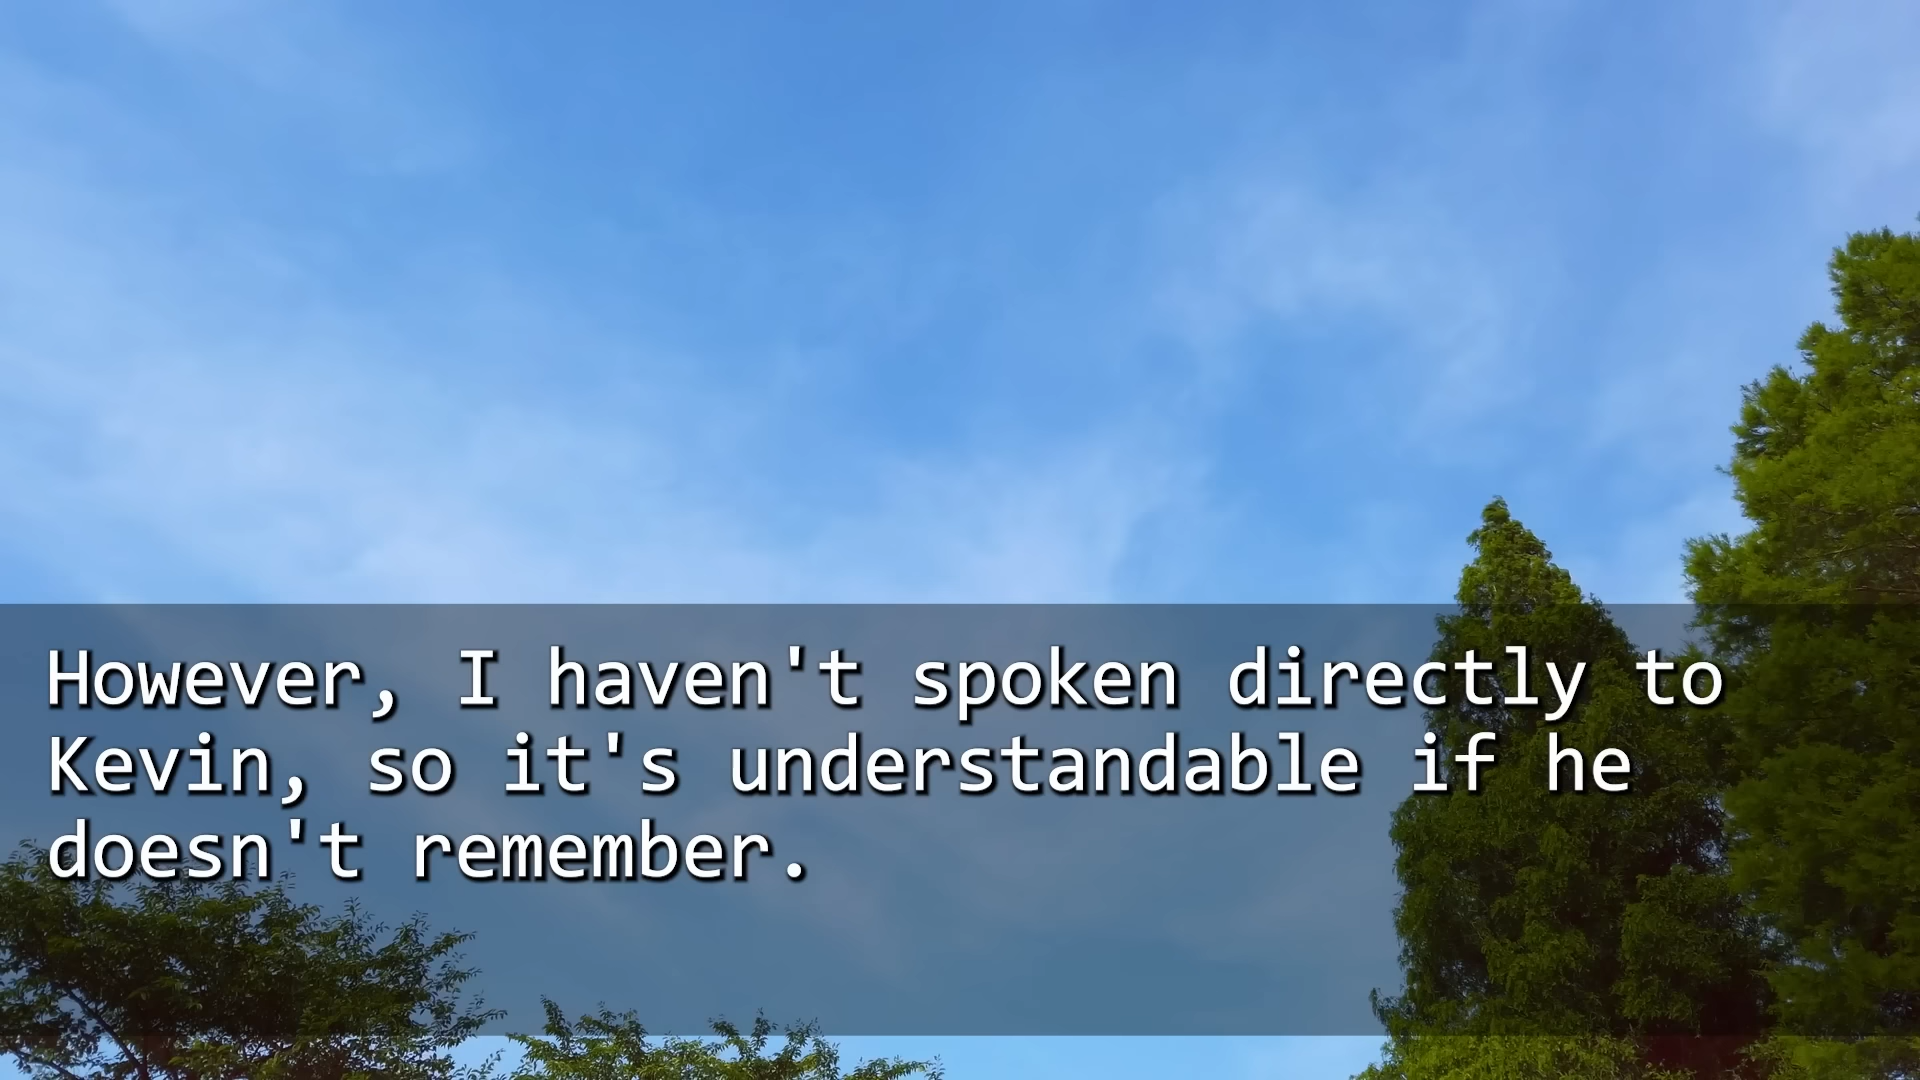 However, I haven't spoken directly to
Kevin, so it's understandable if he
doesn't remember.